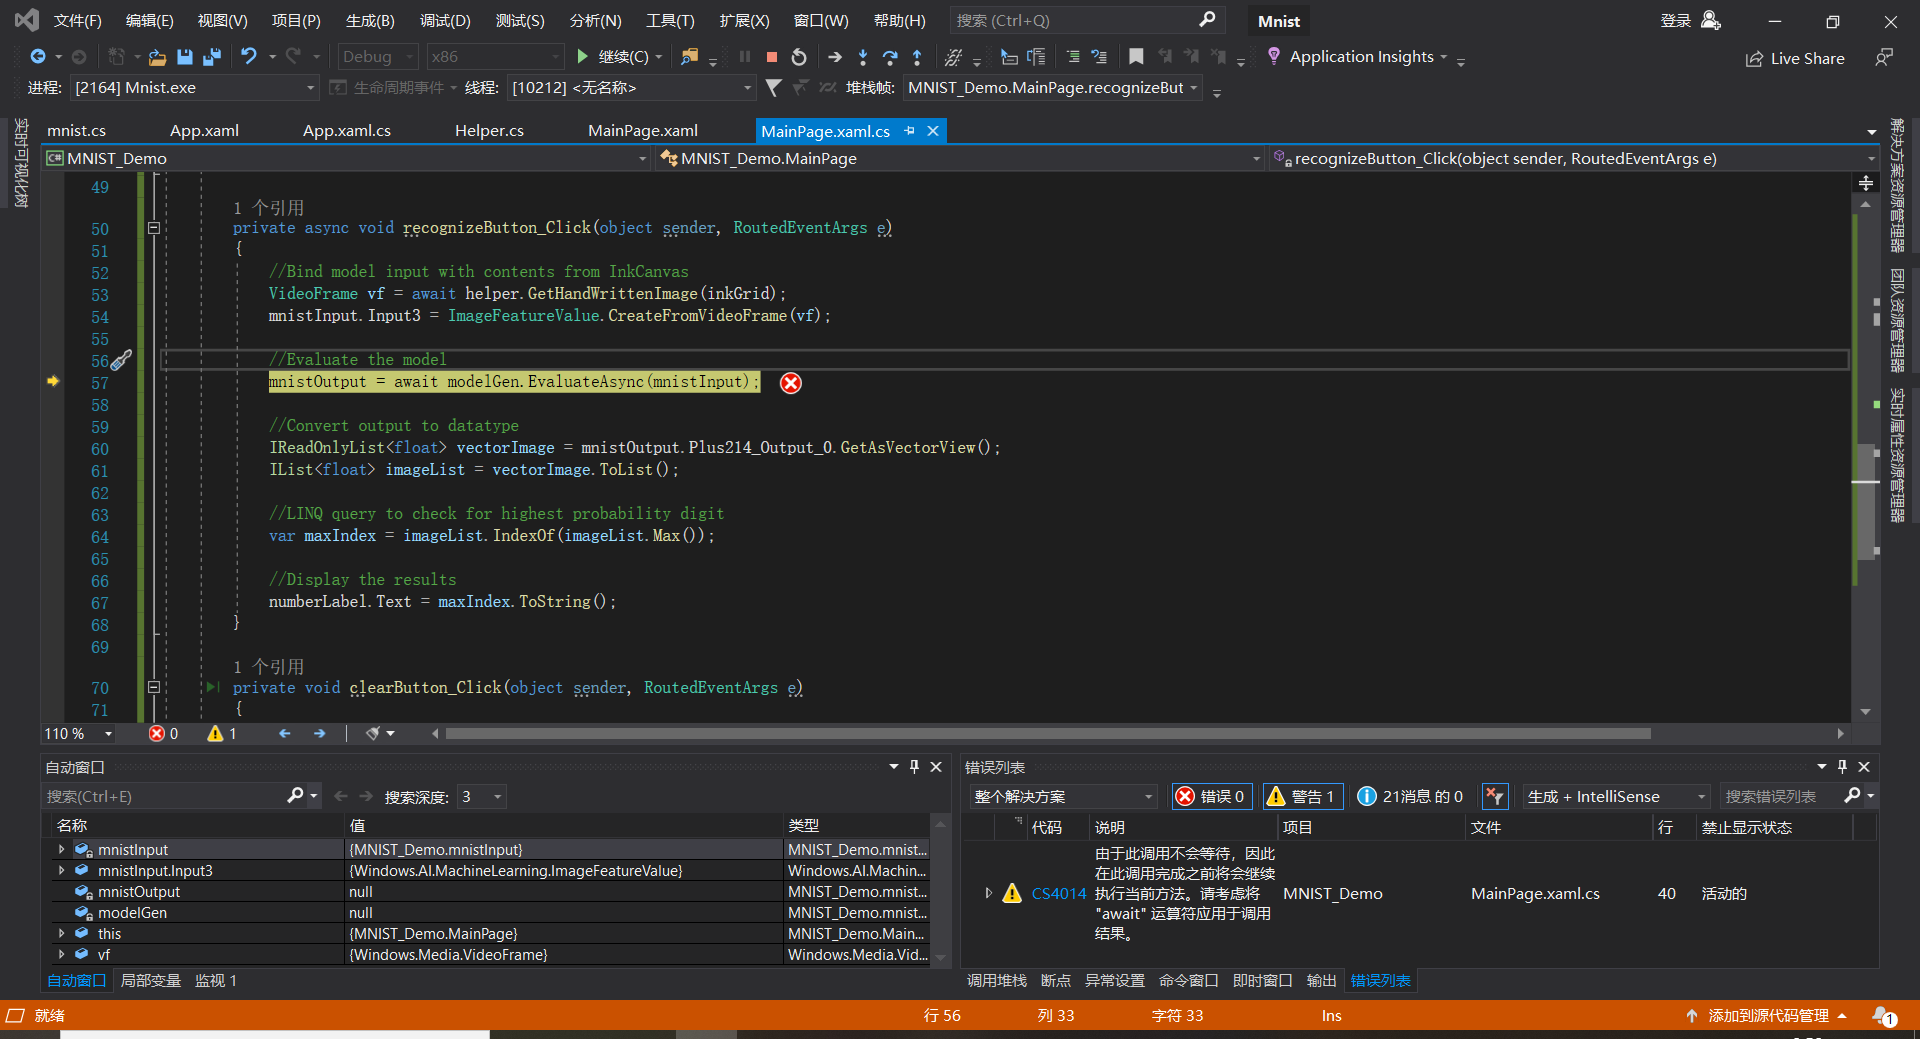 文件(F) 编辑(E) 视图(V) 项目(P) 生成(B) 调试(D) 测试(S) 分析(N) 工具(T) 扩展(X) 窗口(W) 帮助(H) 搜索 (Ctrl+Q) Mnist 登录
Debug x86 继续(C) Application Insights Live Share
进程: [2164] Mnist.exe 生命周期事件 线程: [10212] <无名称> 堆栈帧: MNIST_Demo.MainPage.recognizeBut
实时可视化树
mnist.cs App.xaml App.xaml.cs Helper.cs MainPage.xaml MainPage.xaml.cs
MNIST_Demo MNIST_Demo.MainPage recognizeButton_Click(object sender, RoutedEventArgs e)
解决方案资源管理器
团队资源管理器
实时属性资源管理器
49
1 个引用
50 private async void recognizeButton_Click(object sender, RoutedEventArgs e)
51 {
52 //Bind model input with contents from InkCanvas
53 VideoFrame vf = await helper.GetHandWrittenImage(inkGrid);
54 mnistInput.Input3 = ImageFeatureValue.CreateFromVideoFrame(vf);
55
56 //Evaluate the model
57 mnistOutput = await modelGen.EvaluateAsync(mnistInput);
58
59 //Convert output to datatype
60 IReadOnlyList<float> vectorImage = mnistOutput.Plus214_Output_0.GetAsVectorView();
61 IList<float> imageList = vectorImage.ToList();
62
63 //LINQ query to check for highest probability digit
64 var maxIndex = imageList.IndexOf(imageList.Max());
65
66 //Display the results
67 numberLabel.Text = maxIndex.ToString();
68 }
69
1 个引用
70 private void clearButton_Click(object sender, RoutedEventArgs e)
71 {
110 % 0 1
自动窗口
搜索(Ctrl+E) 搜索深度: 3
名称 值 类型
mnistInput {MNIST_Demo.mnistInput} MNIST_Demo.mnist...
mnistInput.Input3 {Windows.AI.MachineLearning.ImageFeatureValue} Windows.AI.Machin...
mnistOutput null MNIST_Demo.mnist...
modelGen null MNIST_Demo.mnist...
this {MNIST_Demo.MainPage} MNIST_Demo.Main...
vf {Windows.Media.VideoFrame} Windows.Media.Vid...
自动窗口 局部变量 监视 1
错误列表
整个解决方案 错误 0 警告 1 21消息 的 0 生成 + IntelliSense 搜索错误列表
代码 说明 项目 文件 行 禁止显示状态
CS4014 由于此调用不会等待，因此
在此调用完成之前将会继续
执行当前方法。请考虑将
"await" 运算符应用于调用
结果。
MNIST_Demo MainPage.xaml.cs 40 活动的
调用堆栈 断点 异常设置 命令窗口 即时窗口 输出 错误列表
就绪 行 56 列 33 字符 33 Ins 添加到源代码管理 1